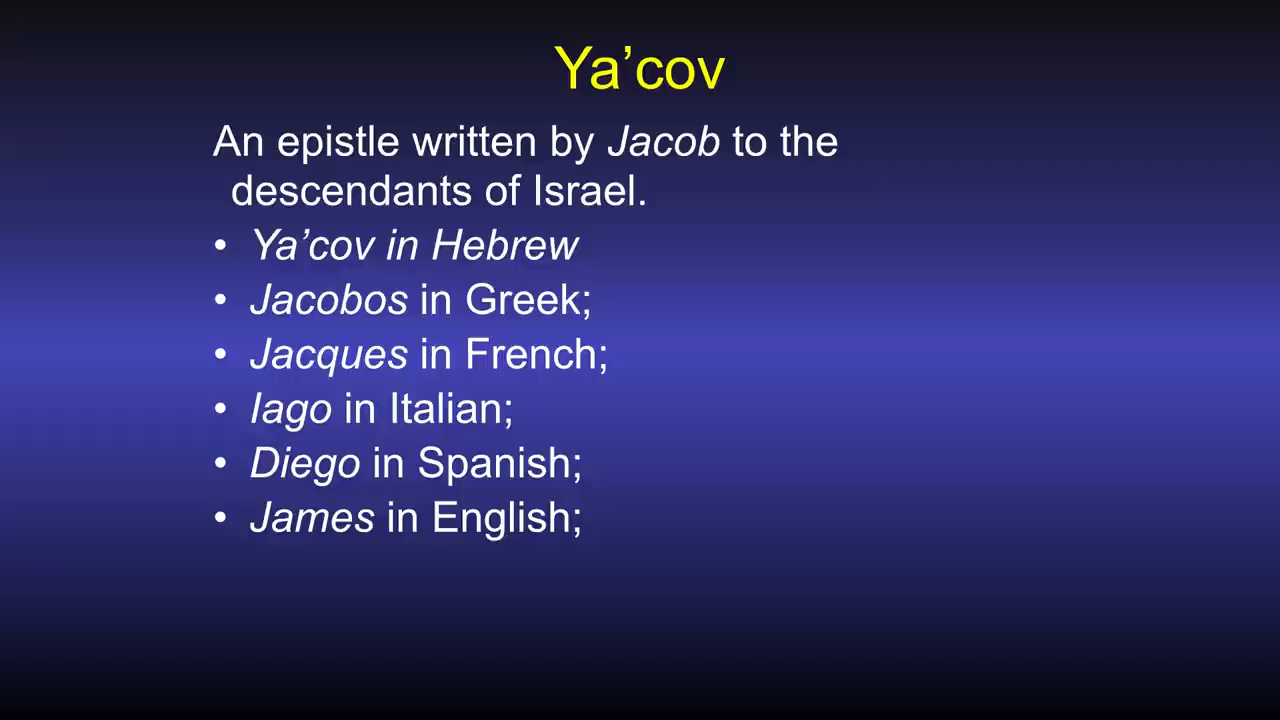 Ya’cov
An epistle written by Jacob to the
descendants of Israel.
• Ya’cov in Hebrew
• Jacobos in Greek;
• Jacques in French;
• Iago in Italian;
• Diego in Spanish;
• James in English;